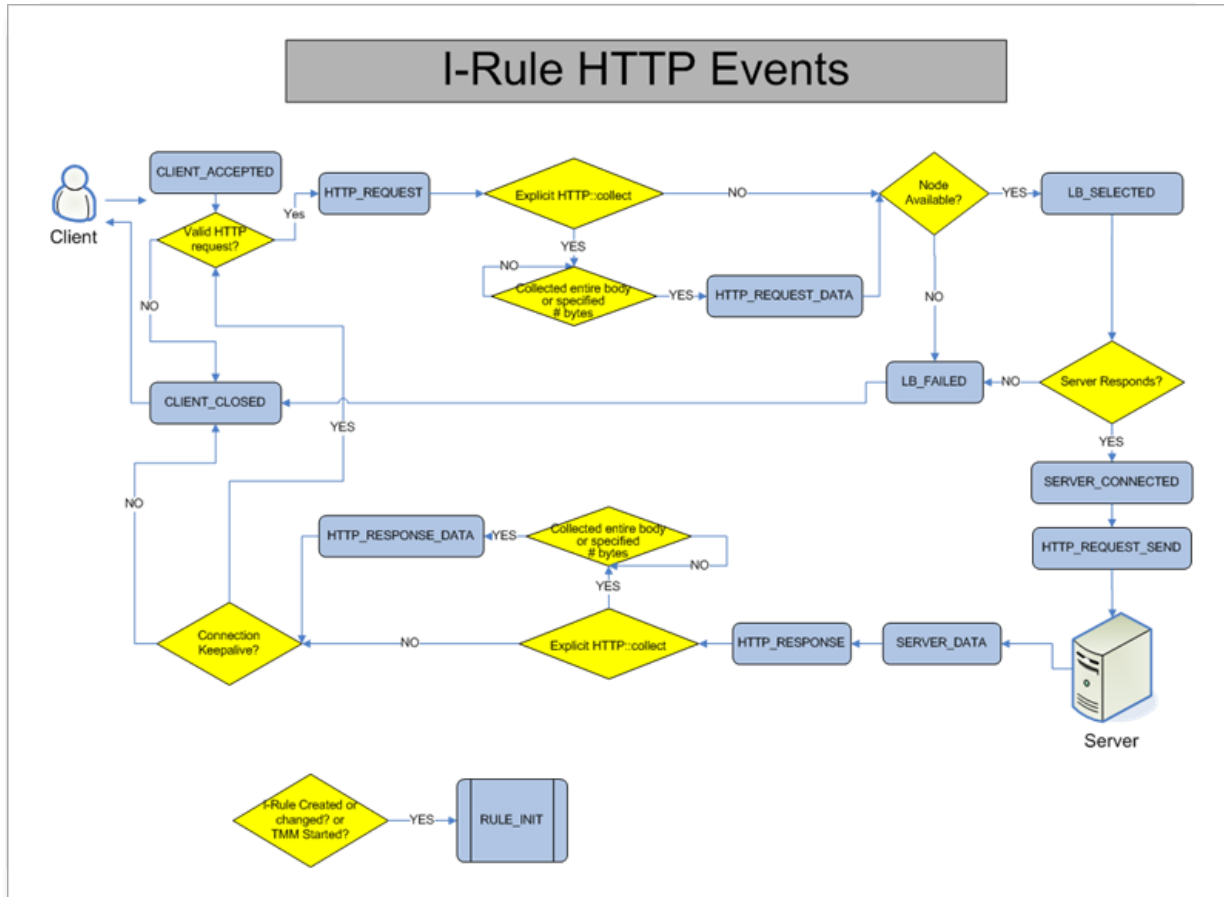 I-Rule HTTP Events
CLIENT_ACCEPTED
Client
Valid HTTP
request?
Yes
HTTP_REQUEST
Explicit HTTP::collect
NO
Node
Available?
YES
LB_SELECTED
YES
NO
Collected entire body
or specified
# bytes
YES
HTTP_REQUEST_DATA
NO
NO
CLIENT_CLOSED
LB_FAILED
NO
Server Responds?
YES
YES
SERVER_CONNECTED
NO
HTTP_RESPONSE_DATA
YES
Collected entire body
or specified
# bytes
NO
HTTP_REQUEST_SEND
YES
Connection
Keepalive?
NO
Explicit HTTP::collect
HTTP_RESPONSE
SERVER_DATA
Server
I-Rule Created or
changed? or
TMM Started?
YES
RULE_INIT